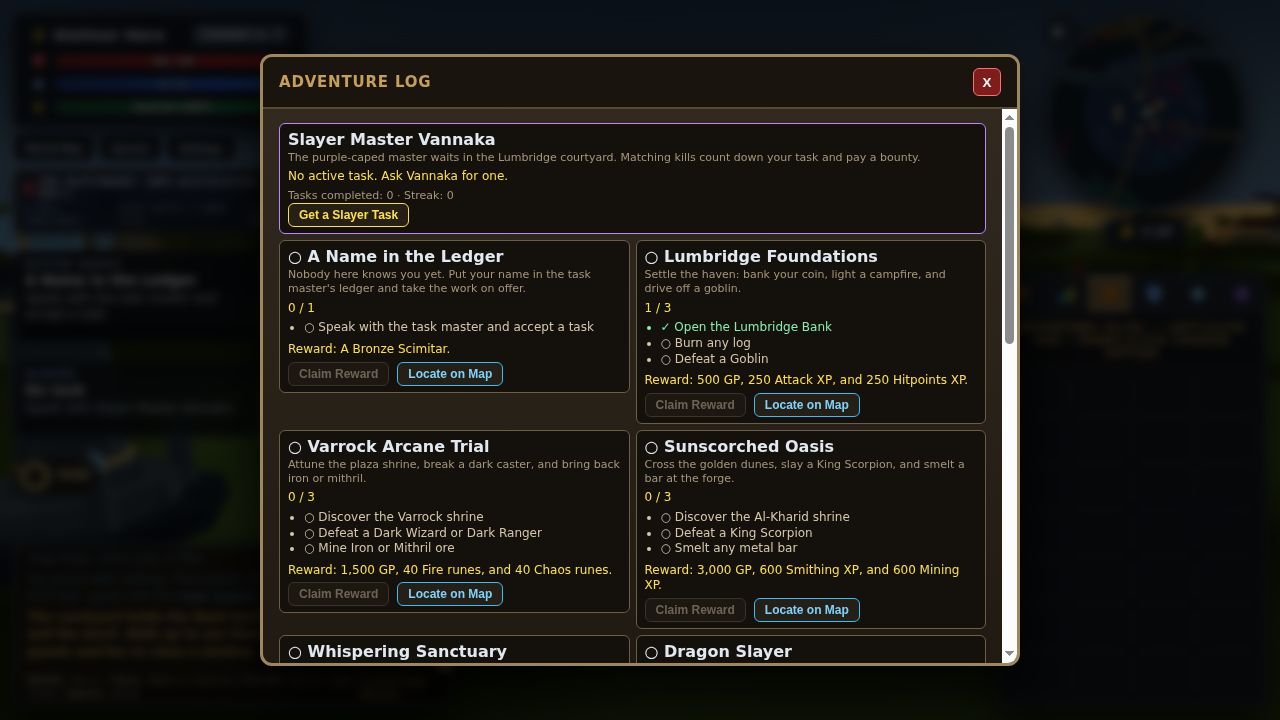 ADVENTURE LOG
X
Slayer Master Vannaka
The purple-caped master waits in the Lumbridge courtyard. Matching kills count down your task and pay a bounty.
No active task. Ask Vannaka for one.
Tasks completed: 0 · Streak: 0
Get a Slayer Task
○ A Name in the Ledger
Nobody here knows you yet. Put your name in the task
master's ledger and take the work on offer.
0 / 1
• ○ Speak with the task master and accept a task
Reward: A Bronze Scimitar.
Claim Reward Locate on Map
○ Lumbridge Foundations
Settle the haven: bank your coin, light a campfire, and
drive off a goblin.
1 / 3
• ✓ Open the Lumbridge Bank
• ○ Burn any log
• ○ Defeat a Goblin
Reward: 500 GP, 250 Attack XP, and 250 Hitpoints XP.
Claim Reward Locate on Map
○ Varrock Arcane Trial
Attune the plaza shrine, break a dark caster, and bring back
iron or mithril.
0 / 3
• ○ Discover the Varrock shrine
• ○ Defeat a Dark Wizard or Dark Ranger
• ○ Mine Iron or Mithril ore
Reward: 1,500 GP, 40 Fire runes, and 40 Chaos runes.
Claim Reward Locate on Map
○ Sunscorched Oasis
Cross the golden dunes, slay a King Scorpion, and smelt a
bar at the forge.
0 / 3
• ○ Discover the Al-Kharid shrine
• ○ Defeat a King Scorpion
• ○ Smelt any metal bar
Reward: 3,000 GP, 600 Smithing XP, and 600 Mining
XP.
Claim Reward Locate on Map
○ Whispering Sanctuary
○ Dragon Slayer
A Name in the Ledger